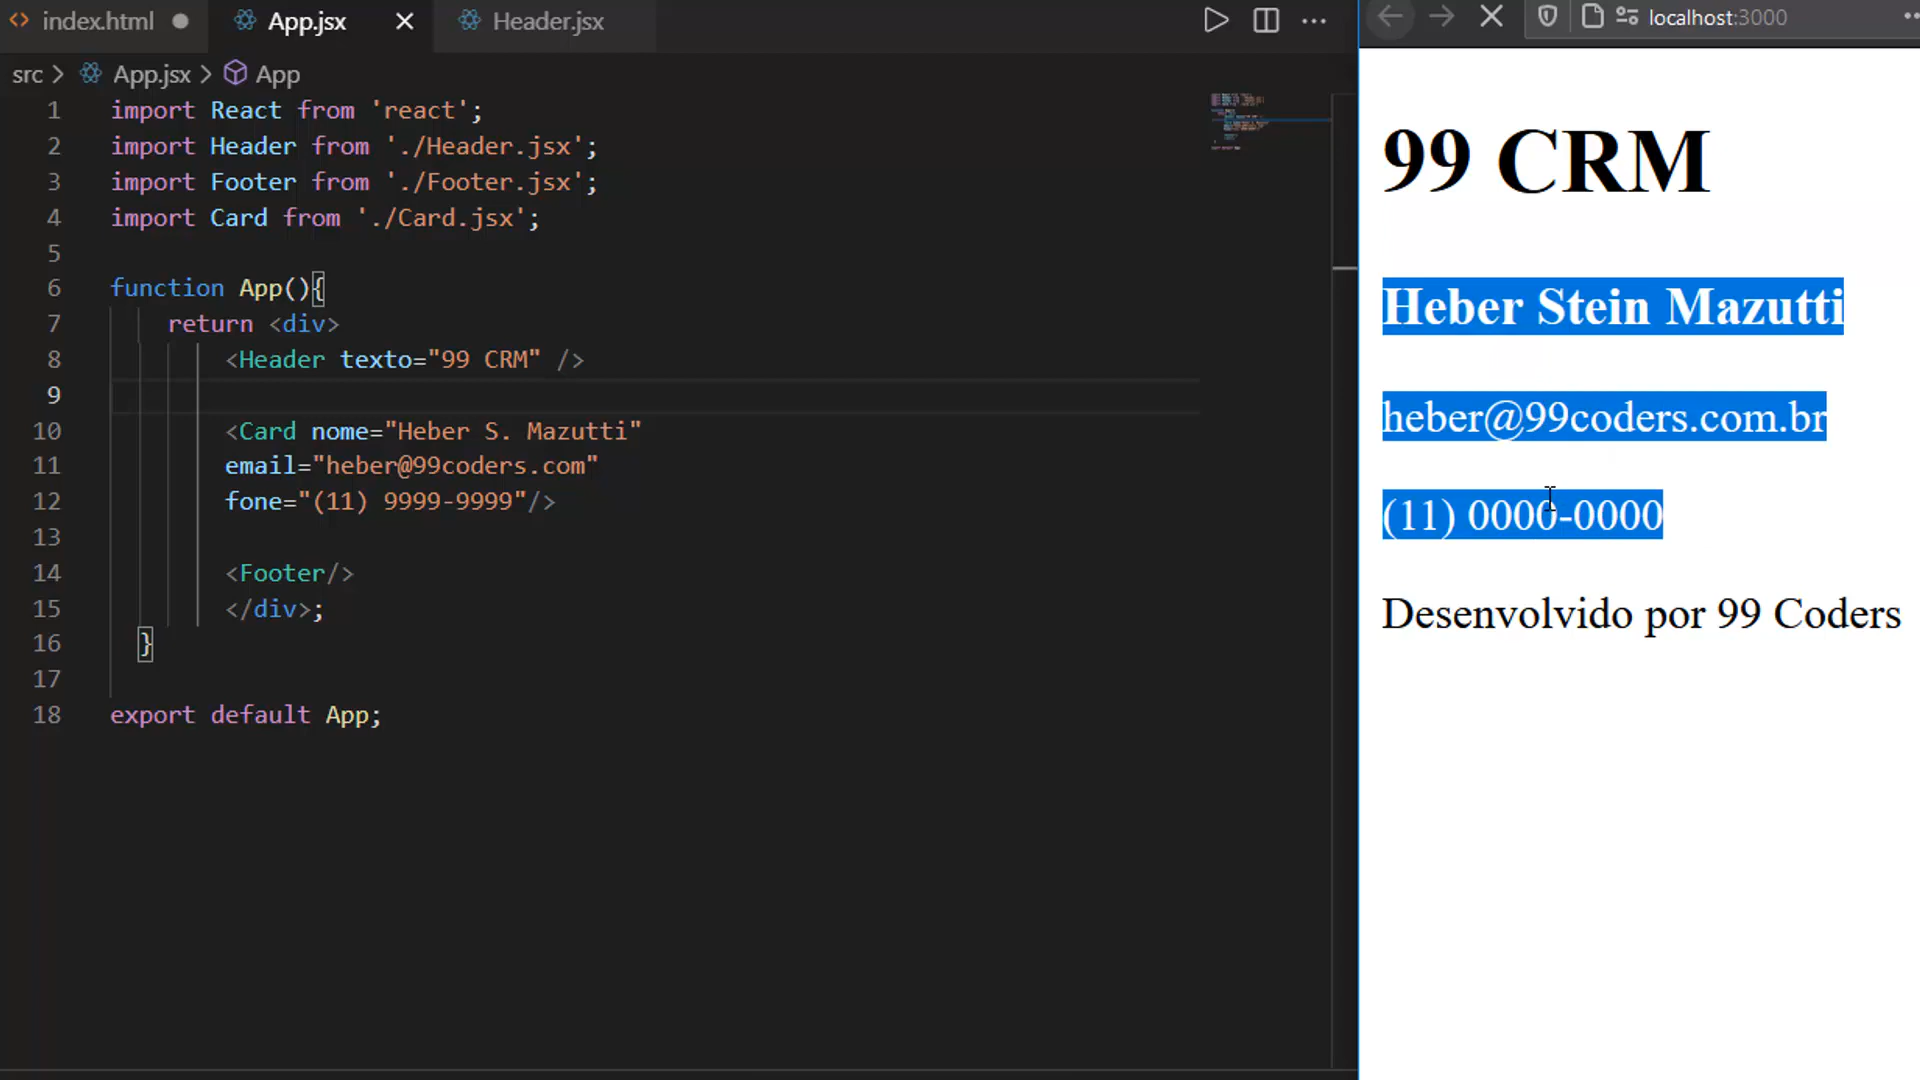 index.html
App.jsx
Header.jsx
localhost:3000
src > App.jsx > App
1 import React from 'react';
2 import Header from './Header.jsx';
3 import Footer from './Footer.jsx';
4 import Card from './Card.jsx';
5
6 function App(){
7 return <div>
8 <Header texto="99 CRM" />
9
10 <Card nome="Heber S. Mazutti"
11 email="heber@99coders.com"
12 fone="(11) 9999-9999"/>
13
14 <Footer/>
15 </div>;
16 }
17
18 export default App;
99 CRM
Heber Stein Mazutti
heber@99coders.com.br
(11) 0000-0000
Desenvolvido por 99 Coders